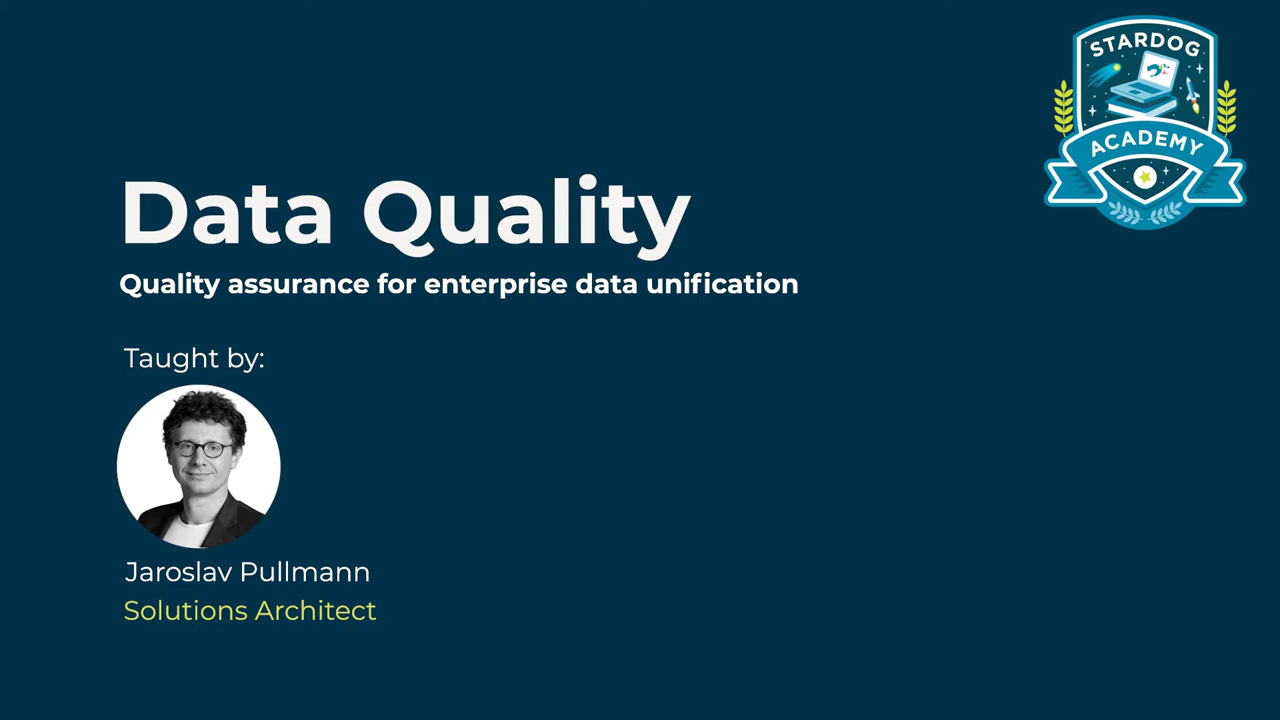 STARDOG
ACADEMY
Data Quality
Quality assurance for enterprise data unification
Taught by:
Jaroslav Pullmann
Solutions Architect